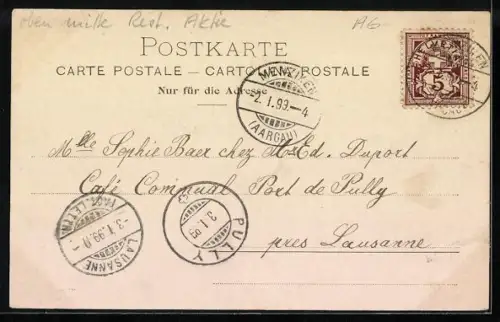 oben mitte Rest. Aktie
AG-
POSTKARTE
CARTE POSTALE — CARTOLINA POSTALE
Nur für die Adresse
5
MENZIKEN
-2.I.99.-4
(AARGAU)
Mlle Sophie Baer chez Ed. Duport
Café Communal Port de Pully
près Lausanne
-3.I.99.
LAUSANNE
3.I.99
PULLY